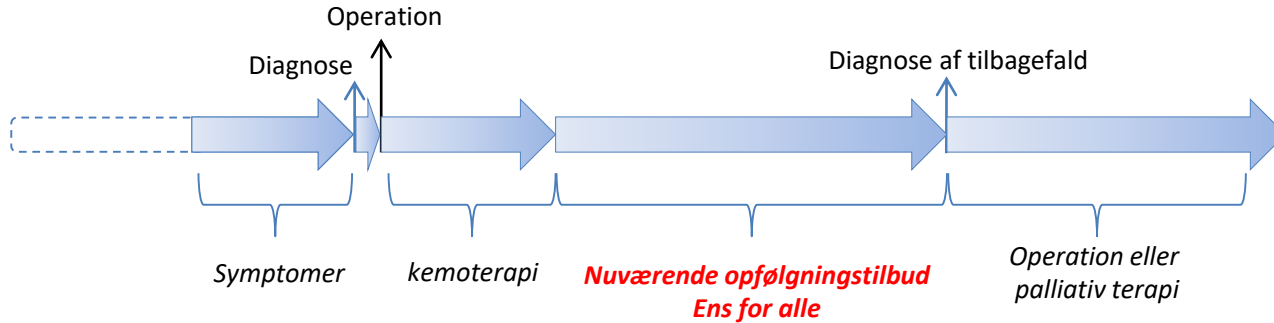 Operation
Diagnose
Diagnose af tilbagefald
Symptomer
kemoterapi
Nuværende opfølgningstilbud
Ens for alle
Operation eller
palliativ terapi